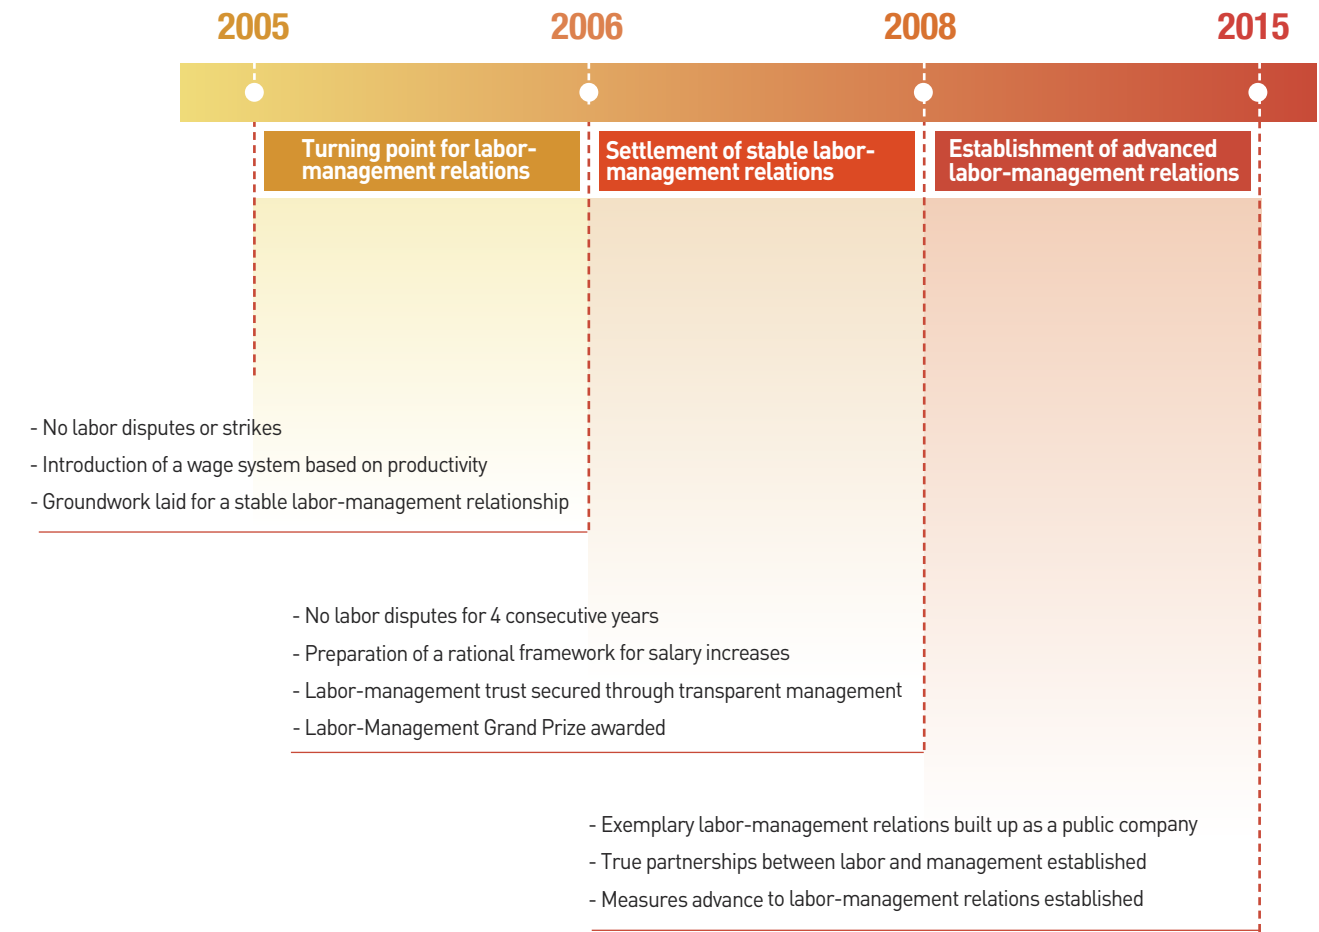 2005
2006
2008
2015
Turning point for labor-
management relations
Settlement of stable labor-
management relations
Establishment of advanced
labor-management relations
- No labor disputes or strikes
- Introduction of a wage system based on productivity
- Groundwork laid for a stable labor-management relationship
- No labor disputes for 4 consecutive years
- Preparation of a rational framework for salary increases
- Labor-management trust secured through transparent management
- Labor-Management Grand Prize awarded
- Exemplary labor-management relations built up as a public company
- True partnerships between labor and management established
- Measures advance to labor-management relations established